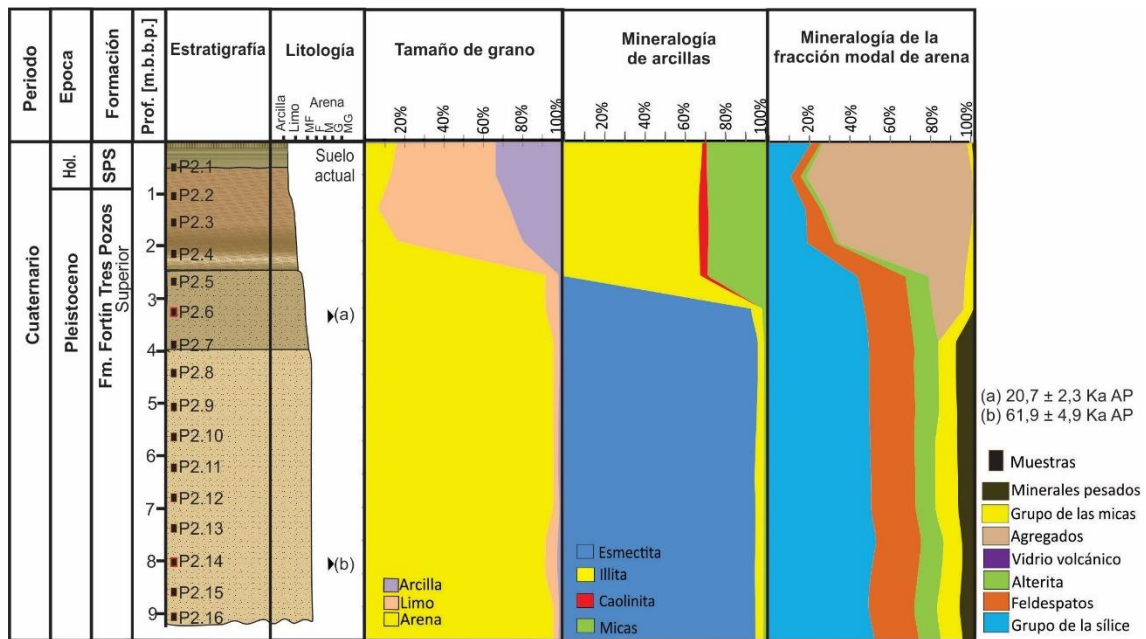 Periodo
Epoca
Formación
Prof. [m.b.b.p.]
Estratigrafía
Litología
Arcilla
Limo
MF
F
M
G
MG
Arena
Tamaño de grano
20%
40%
60%
80%
100%
Mineralogía
de arcillas
20%
40%
60%
80%
100%
Mineralogía de la
fracción modal de arena
20%
40%
60%
80%
100%
Cuaternario
Hol.
Pleistoceno
SPS
Fm. Fortín Tres Pozos
Superior
1
2
3
4
5
6
7
8
9
P2.1
P2.2
P2.3
P2.4
P2.5
P2.6
P2.7
P2.8
P2.9
P2.10
P2.11
P2.12
P2.13
P2.14
P2.15
P2.16
Suelo
actual
(a)
(b)
Arcilla
Limo
Arena
Esmectita
Illita
Caolinita
Micas
(a) 20,7 ± 2,3 Ka AP
(b) 61,9 ± 4,9 Ka AP
Muestras
Minerales pesados
Grupo de las micas
Agregados
Vidrio volcánico
Alterita
Feldespatos
Grupo de la sílice